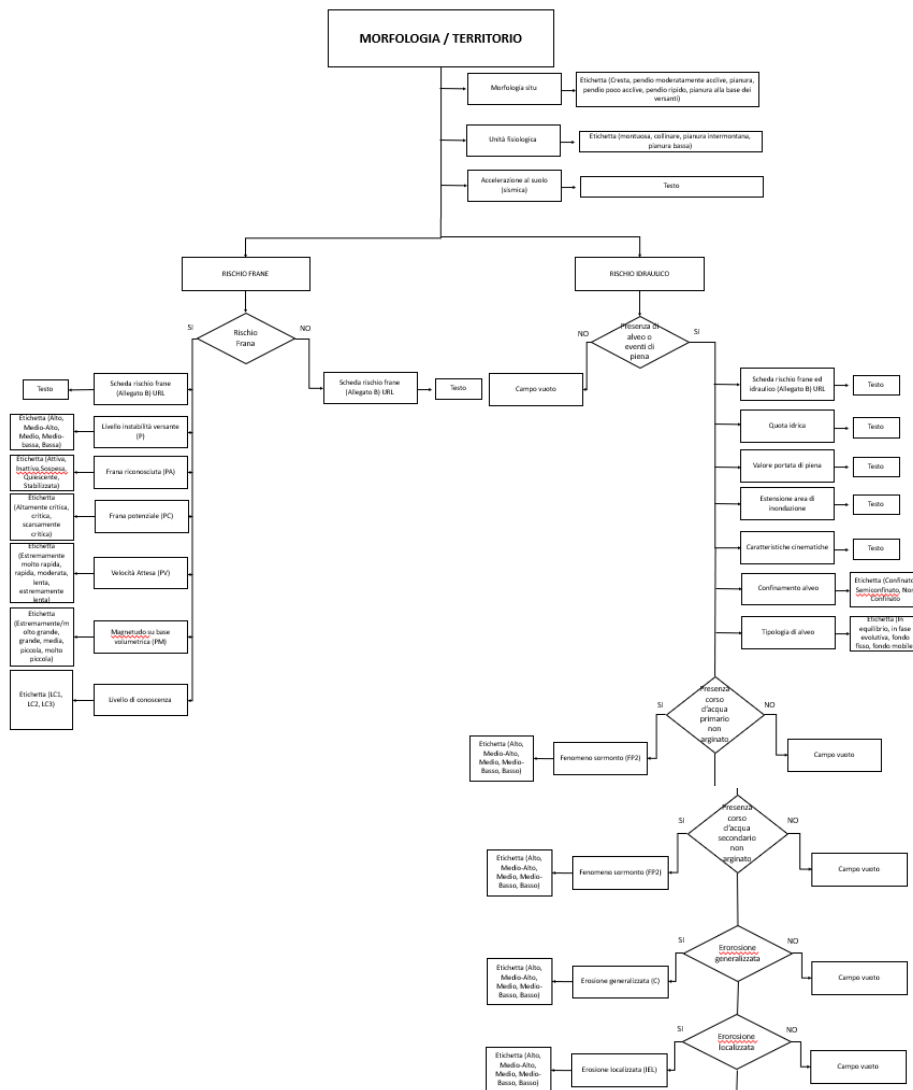 MORFOLOGIA / TERRITORIO
Morfologia situ
Etichetta (Cresta, pendio moderatamente acclive, pianura,
pendio poco acclive, pendio ripido, pianura alla base dei
versanti)
Unità fisiologica
Etichetta (montuosa, collinare, pianura intermontana,
pianura bassa)
Accelerazione al suolo
(sismica)
Testo
RISCHIO FRANE
RISCHIO IDRAULICO
SI
Rischio
Frana
NO
NO
Presenza di
alveo o
eventi di
piena
SI
Testo
Scheda rischio frane
(Allegato B) URL
Scheda rischio frane
(Allegato B) URL
Testo
Campo vuoto
Scheda rischio frane ed
idraulico (Allegato B) URL
Testo
Etichetta (Alto,
Medio-Alto,
Medio, Medio-
bassa, Bassa)
Livello instabilità versante (P)
Quota idrica
Testo
Etichetta (Attiva,
Inattiva,Sospesa,
Quiescente,
Stabilizzata)
Frana riconosciuta (PA)
Valore portata di piena
Testo
Etichetta
(Altamente critica,
critica,
scarsamente
critica)
Frana potenziale (PC)
Estensione area di
inondazione
Testo
Etichetta
(Estremamente
molto rapida,
rapida, moderata,
lenta,
estremamente
lenta)
Velocità Attesa (PV)
Caratteristiche cinematiche
Testo
Confinamento alveo
Etichetta (Confinato
Semiconfinato, Non
Confinato
Etichetta
(Estremamente/m
olto grande,
grande, media,
piccola, molto
piccola)
Magnetudo su base
volumetrica (PM)
Tipologia di alveo
Etichetta (In
equilibrio, in fase
evolutiva, fondo
fisso, fondo mobile
Etichetta (LC1,
LC2, LC3)
Livello di conoscenza
SI
Presenza
corso
d'acqua
primario
non
arginato
NO
Etichetta (Alto,
Medio-Alto,
Medio, Medio-
Basso, Basso)
Fenomeno sormonto (FP2)
Campo vuoto
SI
Presenza
corso
d'acqua
secondario
non
arginato
NO
Etichetta (Alto,
Medio-Alto,
Medio, Medio-
Basso, Basso)
Fenomeno sormonto (FP2)
Campo vuoto
SI
Erorosione
generalizzata
NO
Etichetta (Alto,
Medio-Alto,
Medio, Medio-
Basso, Basso)
Erosione generalizzata (C)
Campo vuoto
SI
Erorosione
localizzata
NO
Etichetta (Alto,
Medio-Alto,
Medio, Medio-
Basso, Basso)
Erosione localizzata (IEL)
Campo vuoto